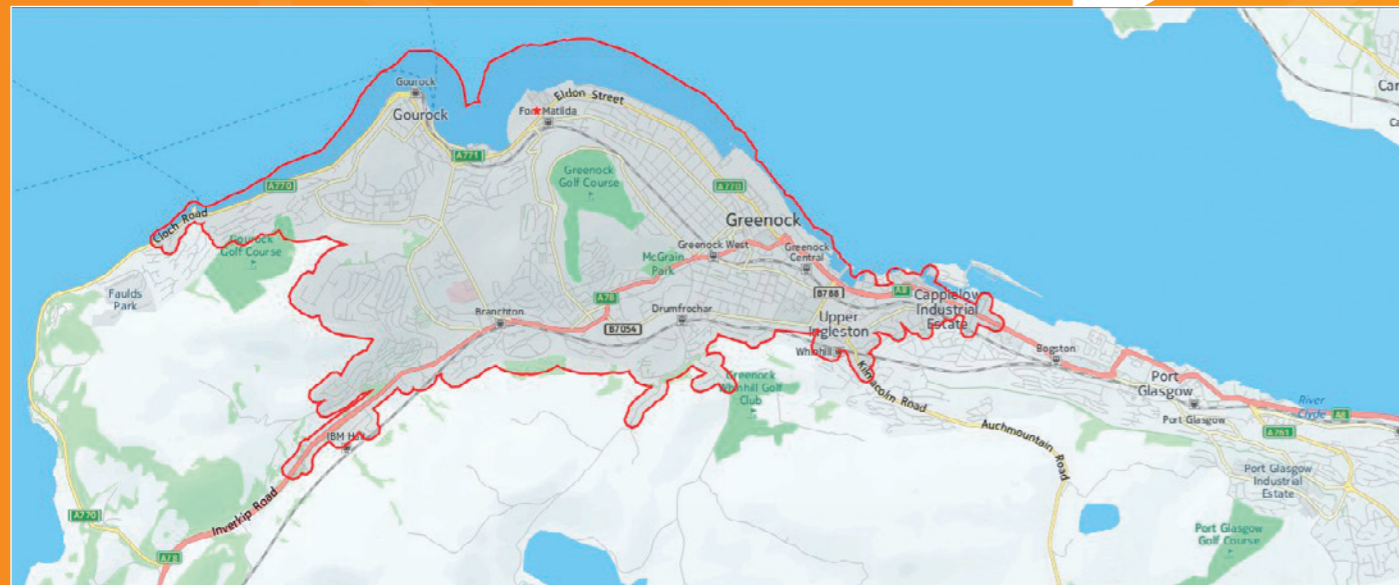 Gourock
Gourock
Eldon Street
Fort Matilda
A771
A770
Cloch Road
Gourock
Golf Course
Faulds
Park
Greenock
Golf Course
A770
Greenock
McGrain
Park
Greenock West
Greenock
Central
B788
A8
Cappielow
Industrial
Estate
A78
Branchton
Drumfrochar
B7054
Upper
Ingleston
Whinhill
Bogston
Port
Glasgow
Port Glasgow
River
Clyde
A8
A761
Kilmacolm Road
Auchmountain
Road
Greenock
Whinhill Golf
Club
IBM
Port Glasgow
Industrial
Estate
Port Glasgow
Golf Course
A770
Inverkip Road
A78
Car